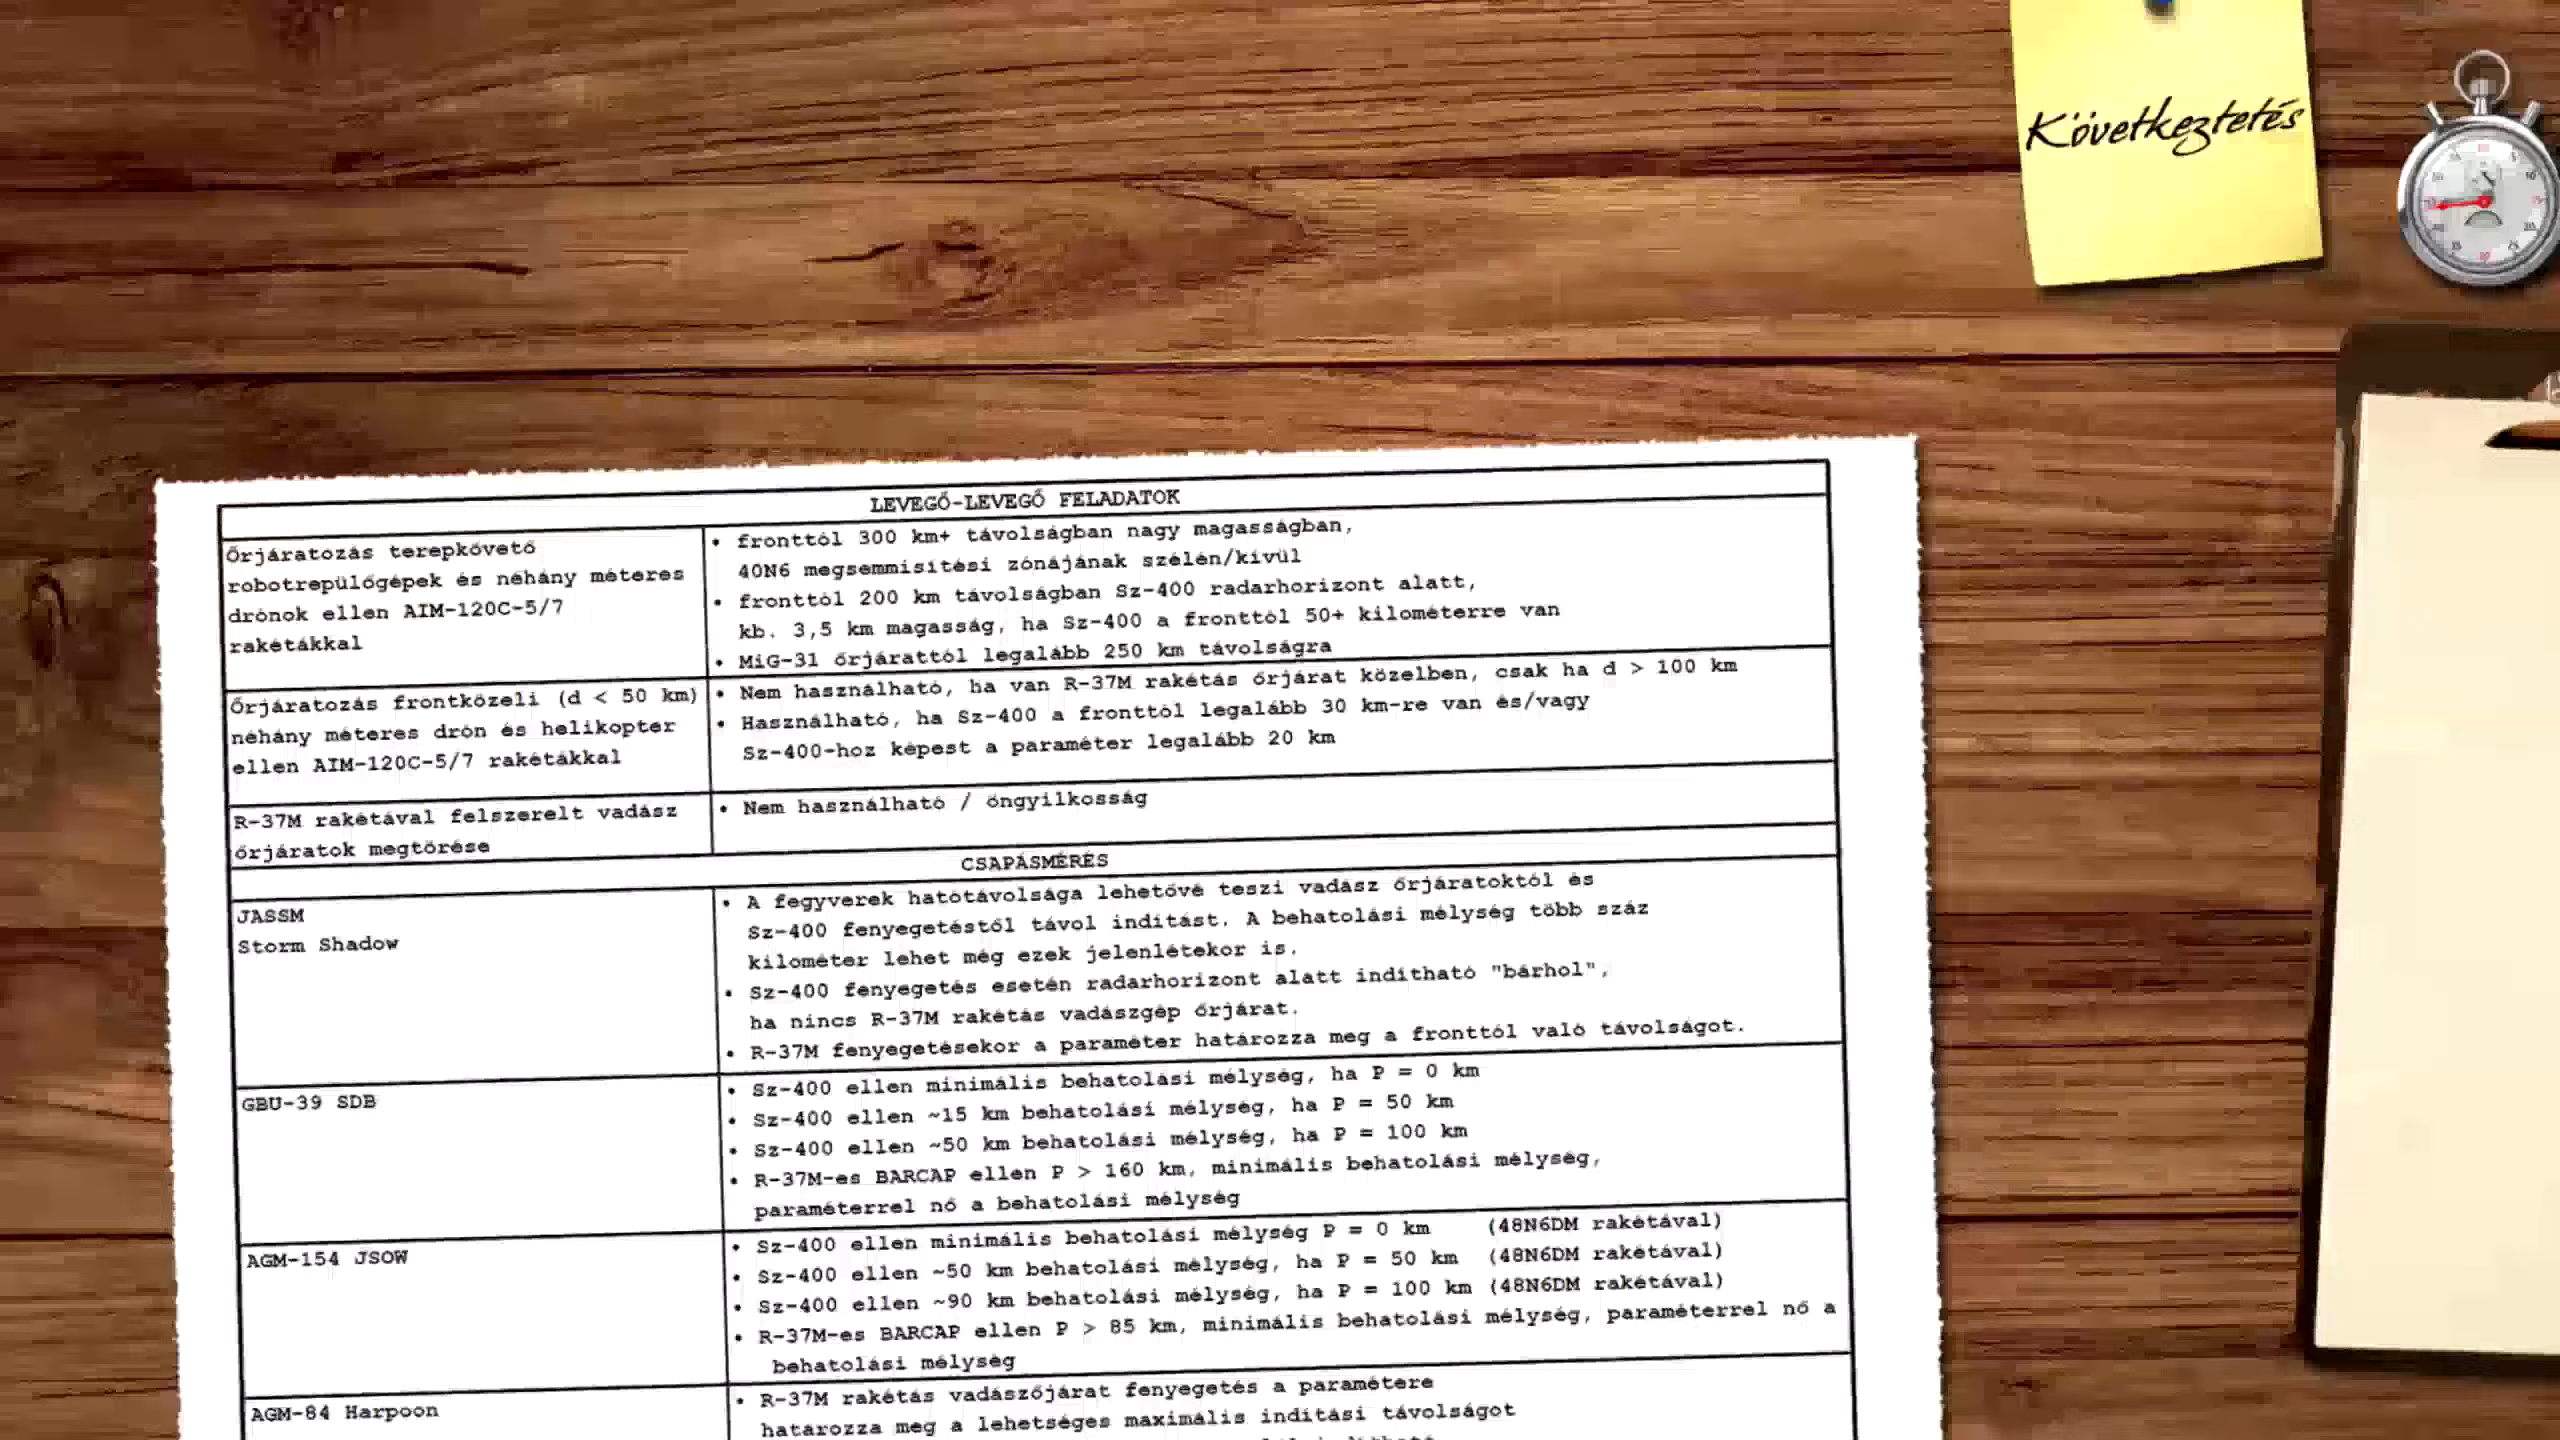 Következtetés
LEVEGŐ-LEVEGŐ FELADATOK
Őrjáratozás terepkövető
robotrepülőgépek és néhány méteres
drónok ellen AIM-120C-5/7
rakétákkal
• fronttól 300 km+ távolságban nagy magasságban,
40N6 megsemmisítési zónájának szélén/kívül
• fronttól 200 km távolságban Sz-400 radarhorizont alatt,
kb. 3,5 km magasság, ha Sz-400 a fronttól 50+ kilométerre van
• MiG-31 őrjárattól legalább 250 km távolságra
Őrjáratozás frontközeli (d < 50 km)
néhány méteres drón és helikopter
ellen AIM-120C-5/7 rakétákkal
• Nem használható, ha van R-37M rakétás őrjárat közelben, csak ha d > 100 km
• Használható, ha Sz-400 a fronttól legalább 30 km-re van és/vagy
Sz-400-hoz képest a paraméter legalább 20 km
R-37M rakétával felszerelt vadász
őrjáratok megtörése
• Nem használható / öngyilkosság
CSAPÁSMÉRÉS
JASSM
Storm Shadow
• A fegyverek hatótávolsága lehetővé teszi vadász őrjáratoktól és
Sz-400 fenyegetéstől távol indítást. A behatolási mélység több száz
kilométer lehet még ezek jelenlétekor is.
• Sz-400 fenyegetés esetén radarhorizont alatt indítható "bárhol",
ha nincs R-37M rakétás vadászgép őrjárat.
• R-37M fenyegetésekor a paraméter határozza meg a fronttól való távolságot.
GBU-39 SDB
• Sz-400 ellen minimális behatolási mélység, ha P = 0 km
• Sz-400 ellen ~15 km behatolási mélység, ha P = 50 km
• Sz-400 ellen ~50 km behatolási mélység, ha P = 100 km
• R-37M-es BARCAP ellen P > 160 km, minimális behatolási mélység,
paraméterrel nő a behatolási mélység
AGM-154 JSOW
• Sz-400 ellen minimális behatolási mélység P = 0 km (48N6DM rakétával)
• Sz-400 ellen ~50 km behatolási mélység, ha P = 50 km (48N6DM rakétával)
• Sz-400 ellen ~90 km behatolási mélység, ha P = 100 km (48N6DM rakétával)
• R-37M-es BARCAP ellen P > 85 km, minimális behatolási mélység, paraméterrel nő a
behatolási mélység
AGM-84 Harpoon
• R-37M rakétás vadászőjárat fenyegetés a paramétere
határozza meg a lehetséges maximális indítási távolságot